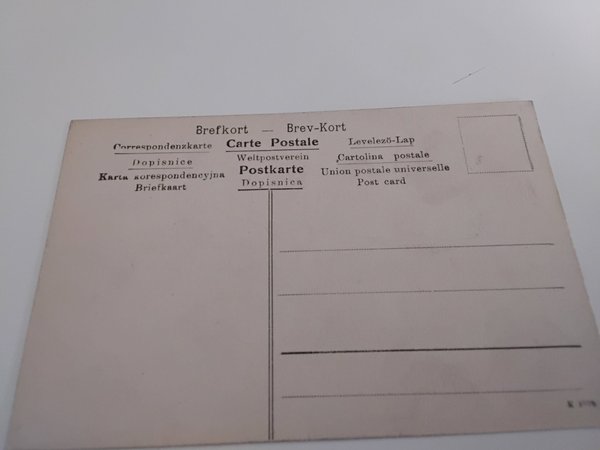 Brefkort — Brev-Kort
Correspondenzkarte Carte Postale Levelező-Lap
Dopisnice Weltpostverein Cartolina postale
Karta korespondencyjna Postkarte Union postale universelle
Briefkaart Dopisnica Post card